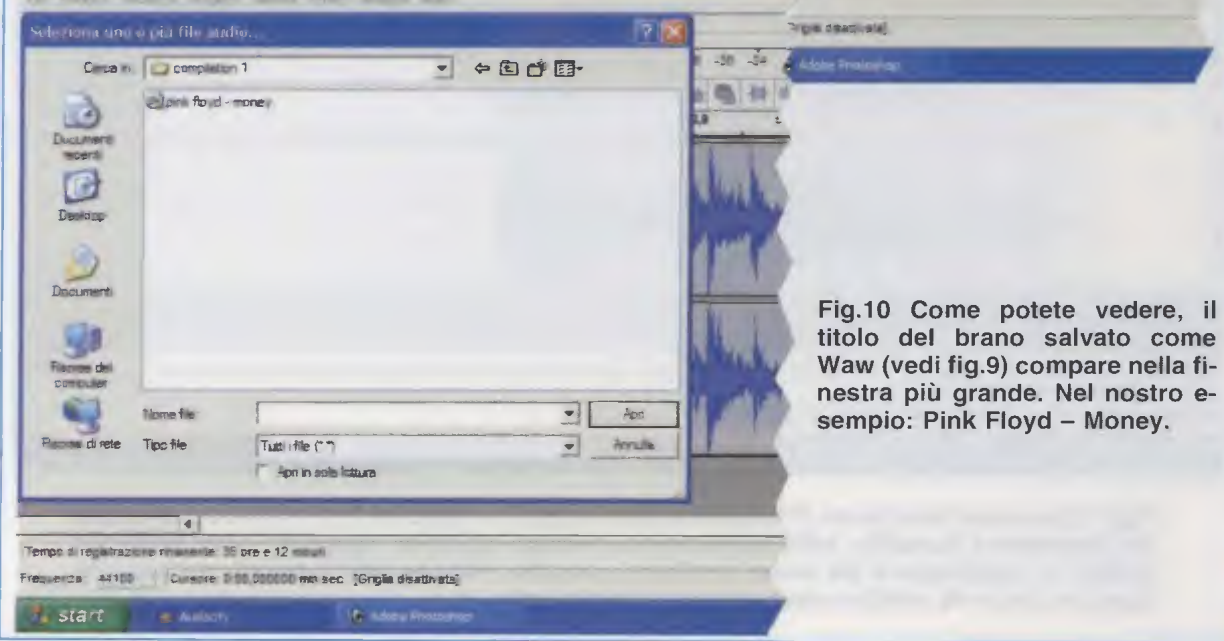 Seleziona uno o più file audio...
Griglia disattivata]
Cerca in:
compilation 1
-30 -24
Adobe Photoshop
pink floyd - money
Documenti
recenti
Desktop
Documenti
Risorse del
computer
Risorse di rete
Nome file:
Apri
Tipo file:
Tutti i file (*.*)
Annulla
Apri in sola lettura
Fig.10 Come potete vedere, il
titolo del brano salvato come
Waw (vedi fig.9) compare nella fi-
nestra più grande. Nel nostro e-
sempio: Pink Floyd – Money.
Tempo di registrazione rimanente: 35 ore e 12 minuti
Frequenza: 44100 Cursore: 0:00,000000 min:sec [Griglia disattivata]
start
Audacity
Adobe Photoshop